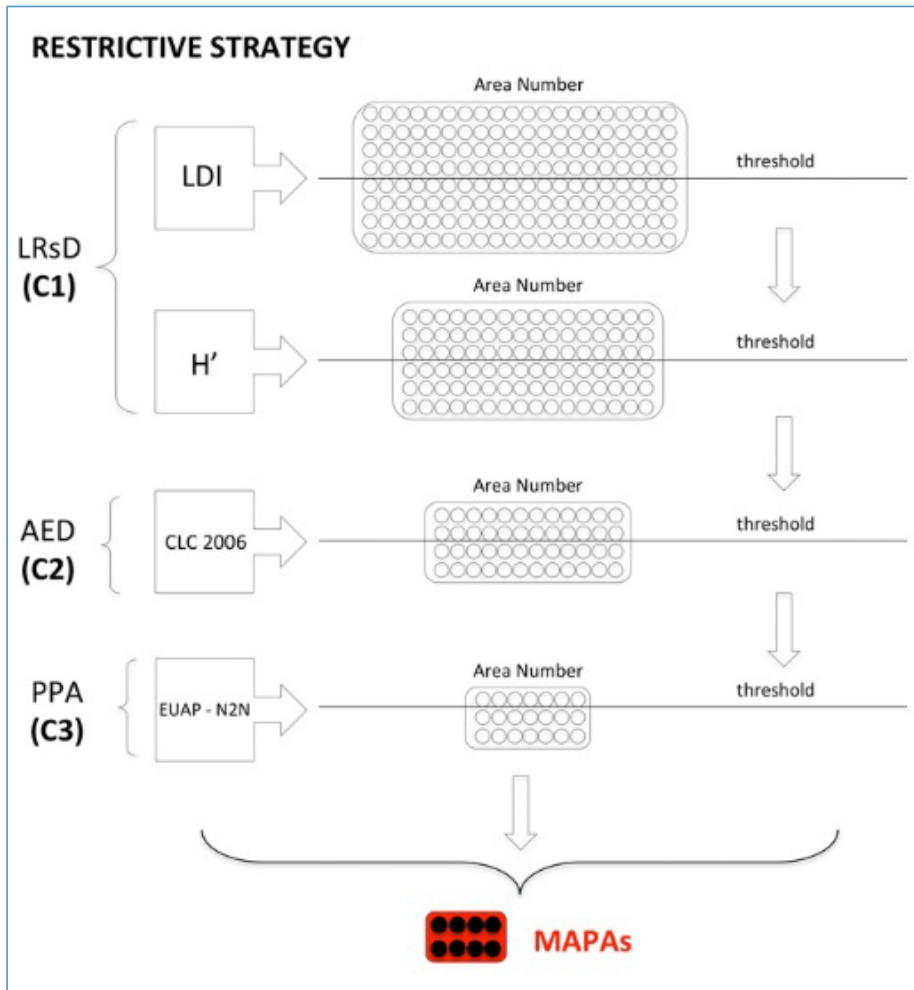 RESTRICTIVE STRATEGY
Area Number
LDI
threshold
LRsD
(C1)
Area Number
H’
threshold
Area Number
AED
(C2)
CLC 2006
threshold
Area Number
PPA
(C3)
EUAP - N2N
threshold
MAPAs